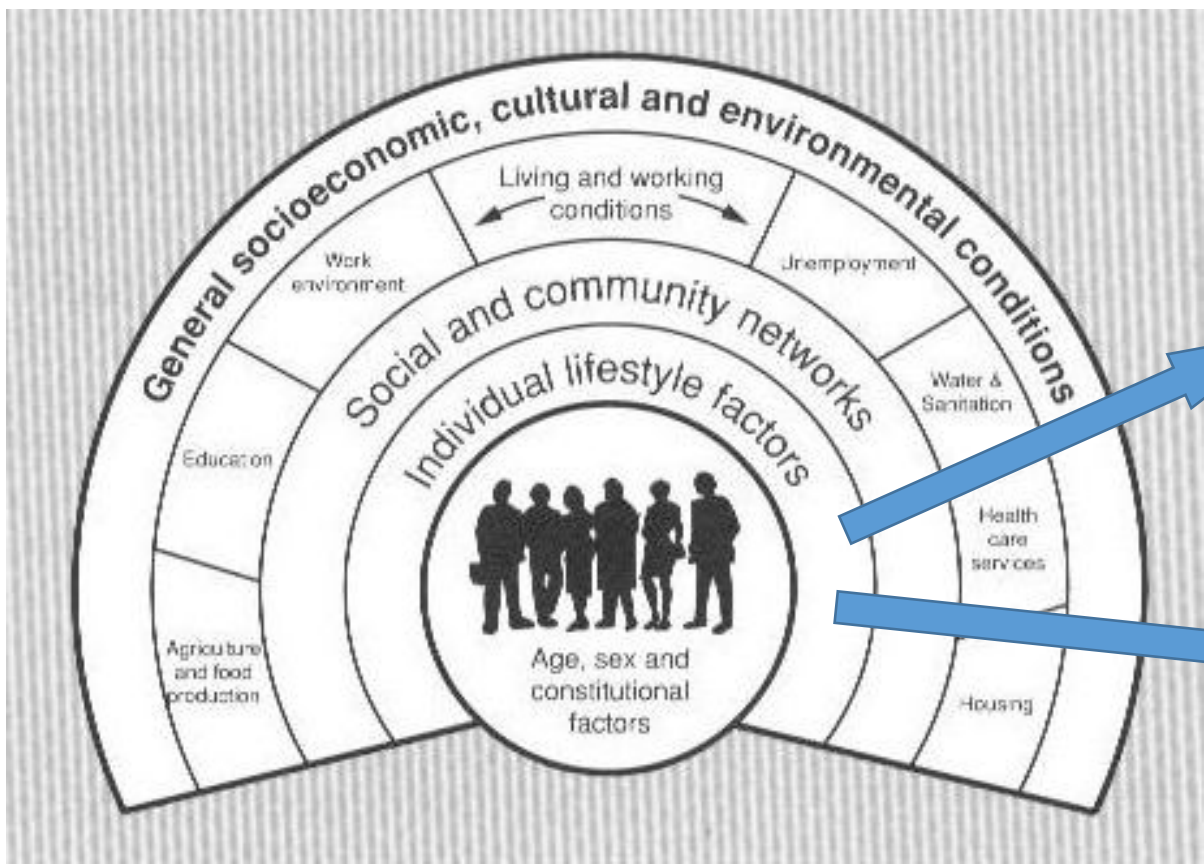 General socioeconomic, cultural and environmental conditions
Living and working
conditions
Work
environment
Unemployment
Education
Water &
Sanitation
Agriculture
and food
production
Health
care
services
Housing
Social and community networks
Individual lifestyle factors
Age, sex and
constitutional
factors